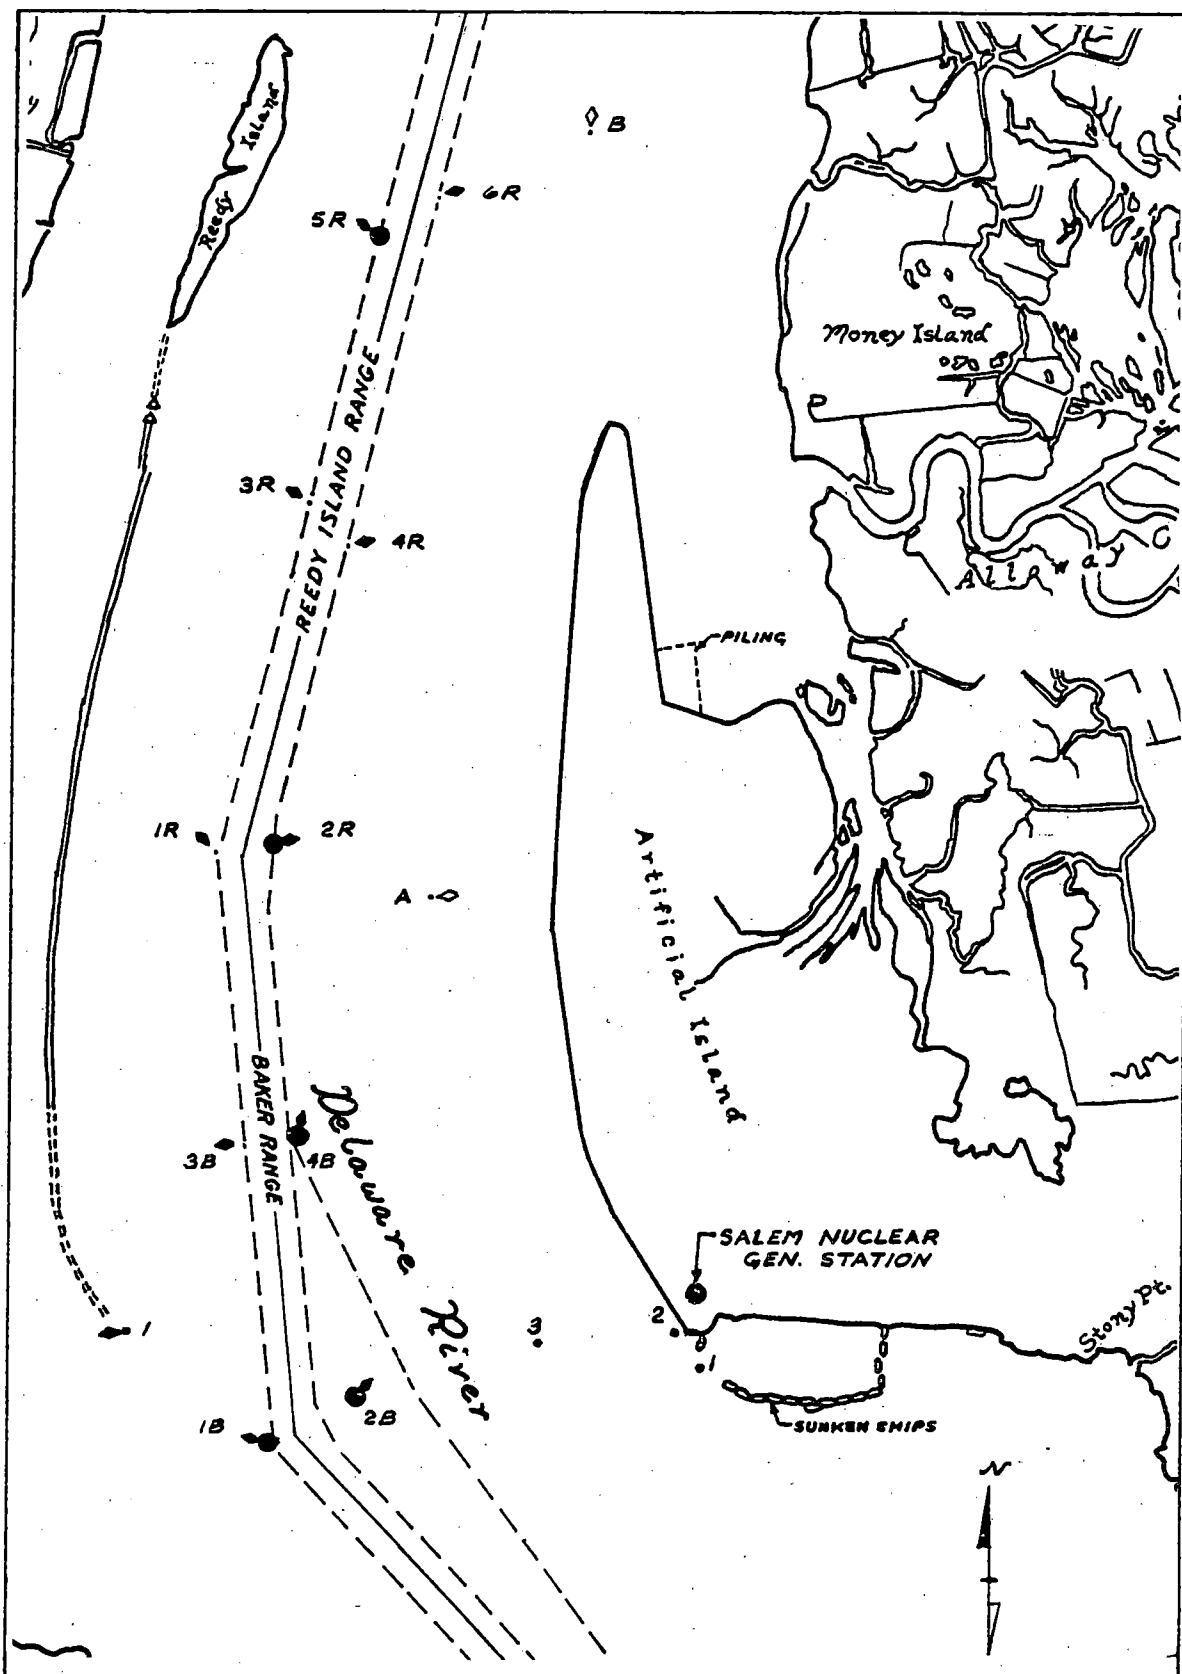 B
Reedy Island
6R
5R
Money Island
REEDY ISLAND RANGE
3R
4R
Alloway C
PILING
1R
2R
A
Artificial Island
BAKER RANGE
Delaware River
3B
4B
SALEM NUCLEAR
GEN. STATION
Stony Pt.
1
3
2
1
2B
1B
SUNKEN SHIPS
N